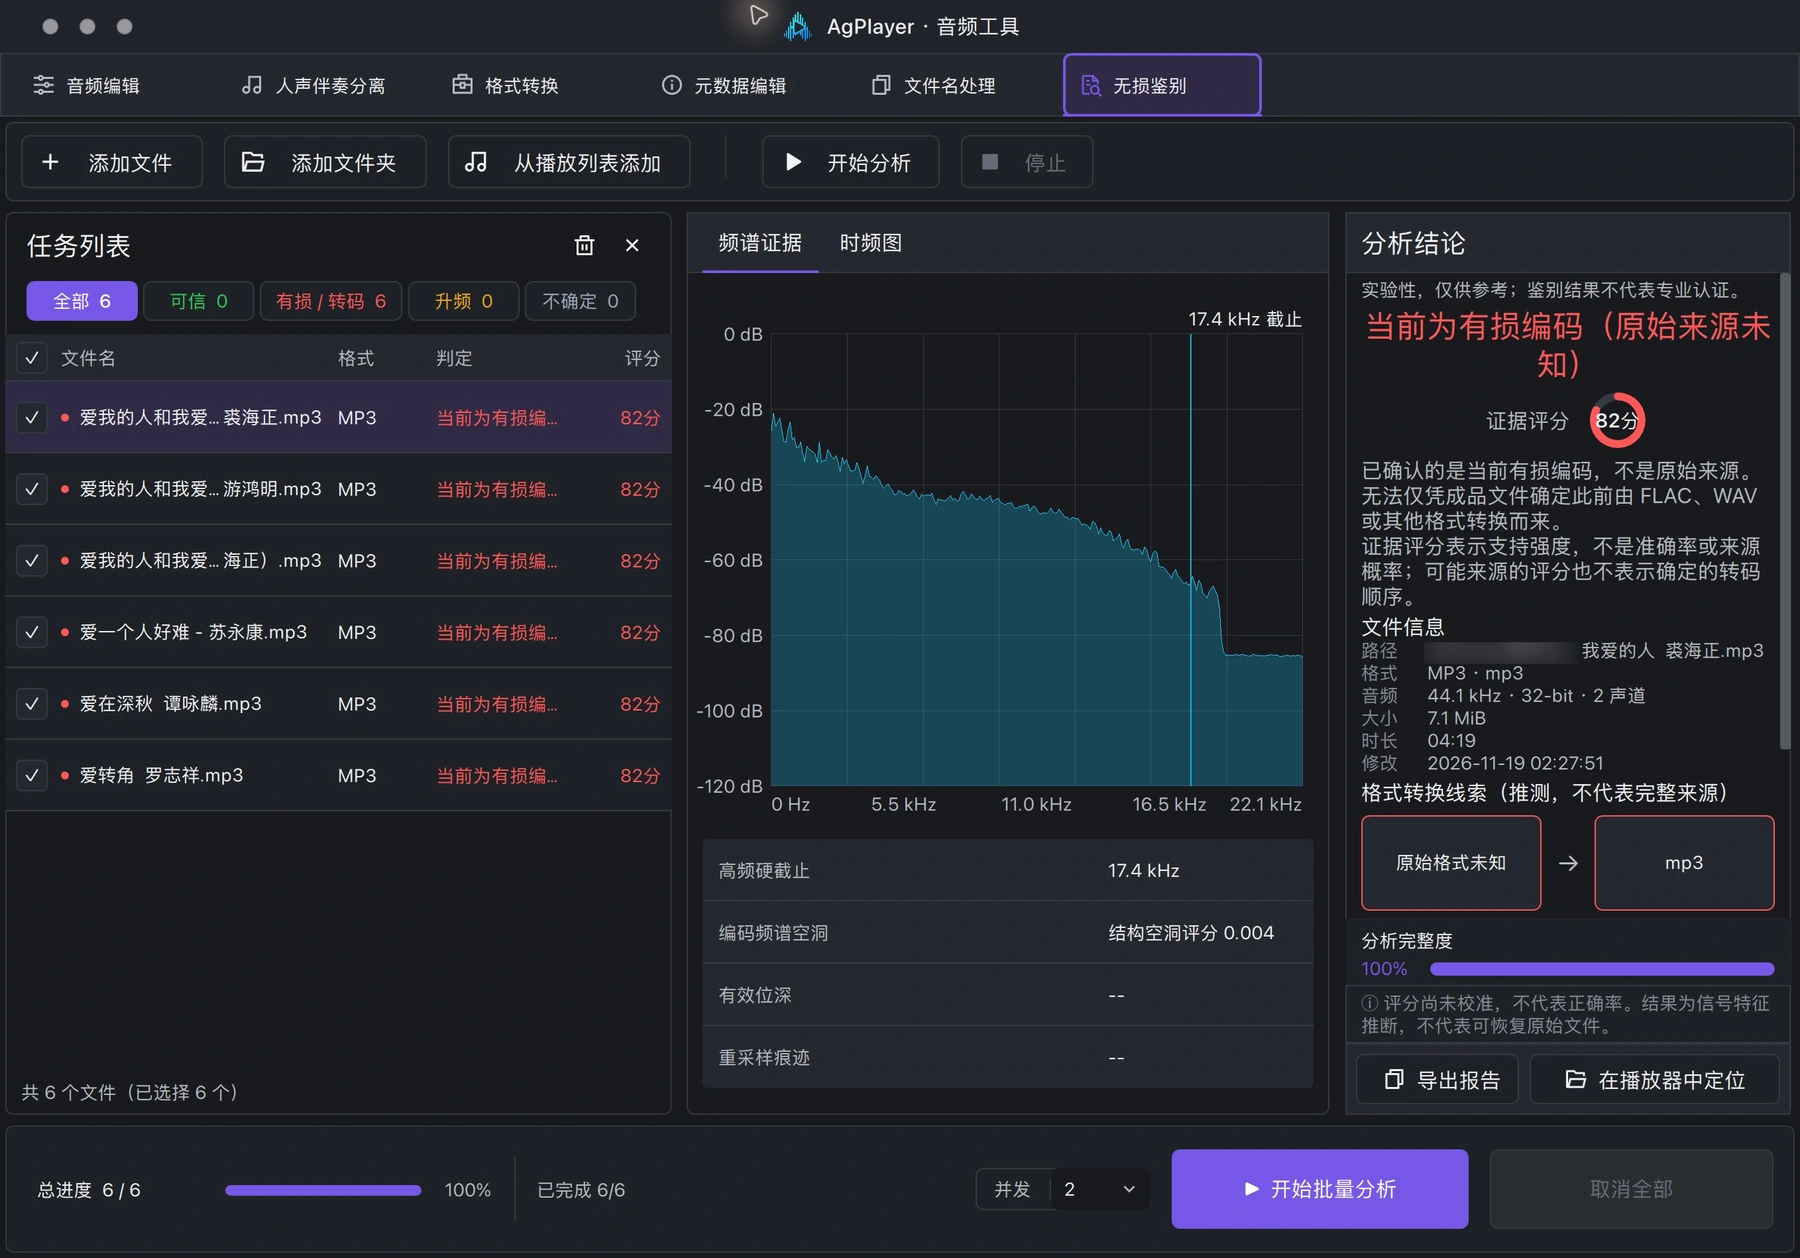 AgPlayer · 音频工具
音频编辑
人声伴奏分离
格式转换
元数据编辑
文件名处理
无损鉴别
添加文件
添加文件夹
从播放列表添加
开始分析
停止
任务列表
全部 6
可信 0
有损 / 转码 6
升频 0
不确定 0
文件名 格式 判定 评分
爱我的人和我爱... 裘海正.mp3 MP3 当前为有损编... 82分
爱我的人和我爱... 游鸿明.mp3 MP3 当前为有损编... 82分
爱我的人和我爱... 海正）.mp3 MP3 当前为有损编... 82分
爱一个人好难 - 苏永康.mp3 MP3 当前为有损编... 82分
爱在深秋 谭咏麟.mp3 MP3 当前为有损编... 82分
爱转角 罗志祥.mp3 MP3 当前为有损编... 82分
共 6 个文件（已选择 6 个）
频谱证据
时频图
17.4 kHz 截止
0 dB
-20 dB
-40 dB
-60 dB
-80 dB
-100 dB
-120 dB
0 Hz 5.5 kHz 11.0 kHz 16.5 kHz 22.1 kHz
高频硬截止 17.4 kHz
编码频谱空洞 结构空洞评分 0.004
有效位深 --
重采样痕迹 --
分析结论
实验性，仅供参考；鉴别结果不代表专业认证。
当前为有损编码（原始来源未
知）
证据评分 82分
已确认的是当前有损编码，不是原始来源。
无法仅凭成品文件确定此前由 FLAC、WAV
或其他格式转换而来。
证据评分表示支持强度，不是准确率或来源
概率；可能来源的评分也不表示确定的转码
顺序。
文件信息
路径 我爱的人 裘海正.mp3
格式 MP3 · mp3
音频 44.1 kHz · 32-bit · 2 声道
大小 7.1 MiB
时长 04:19
修改 2026-11-19 02:27:51
格式转换线索（推测，不代表完整来源）
原始格式未知 → mp3
分析完整度
100%
ⓘ 评分尚未校准，不代表正确率。结果为信号特征
推断，不代表可恢复原始文件。
导出报告
在播放器中定位
总进度 6 / 6
100%
已完成 6/6
并发 2
开始批量分析
取消全部